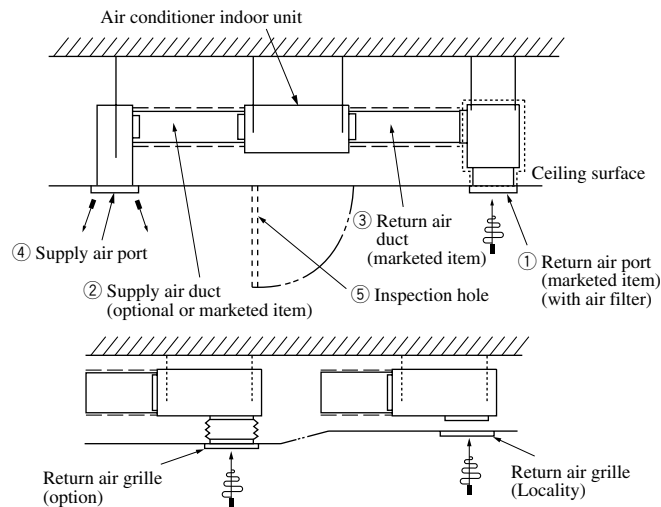 Air conditioner indoor unit
Ceiling surface
③ Return air
duct
(marketed item)
① Return air port
(marketed item)
(with air filter)
④ Supply air port
② Supply air duct
(optional or marketed item)
⑤ Inspection hole
Return air grille
(option)
Return air grille
(Locality)